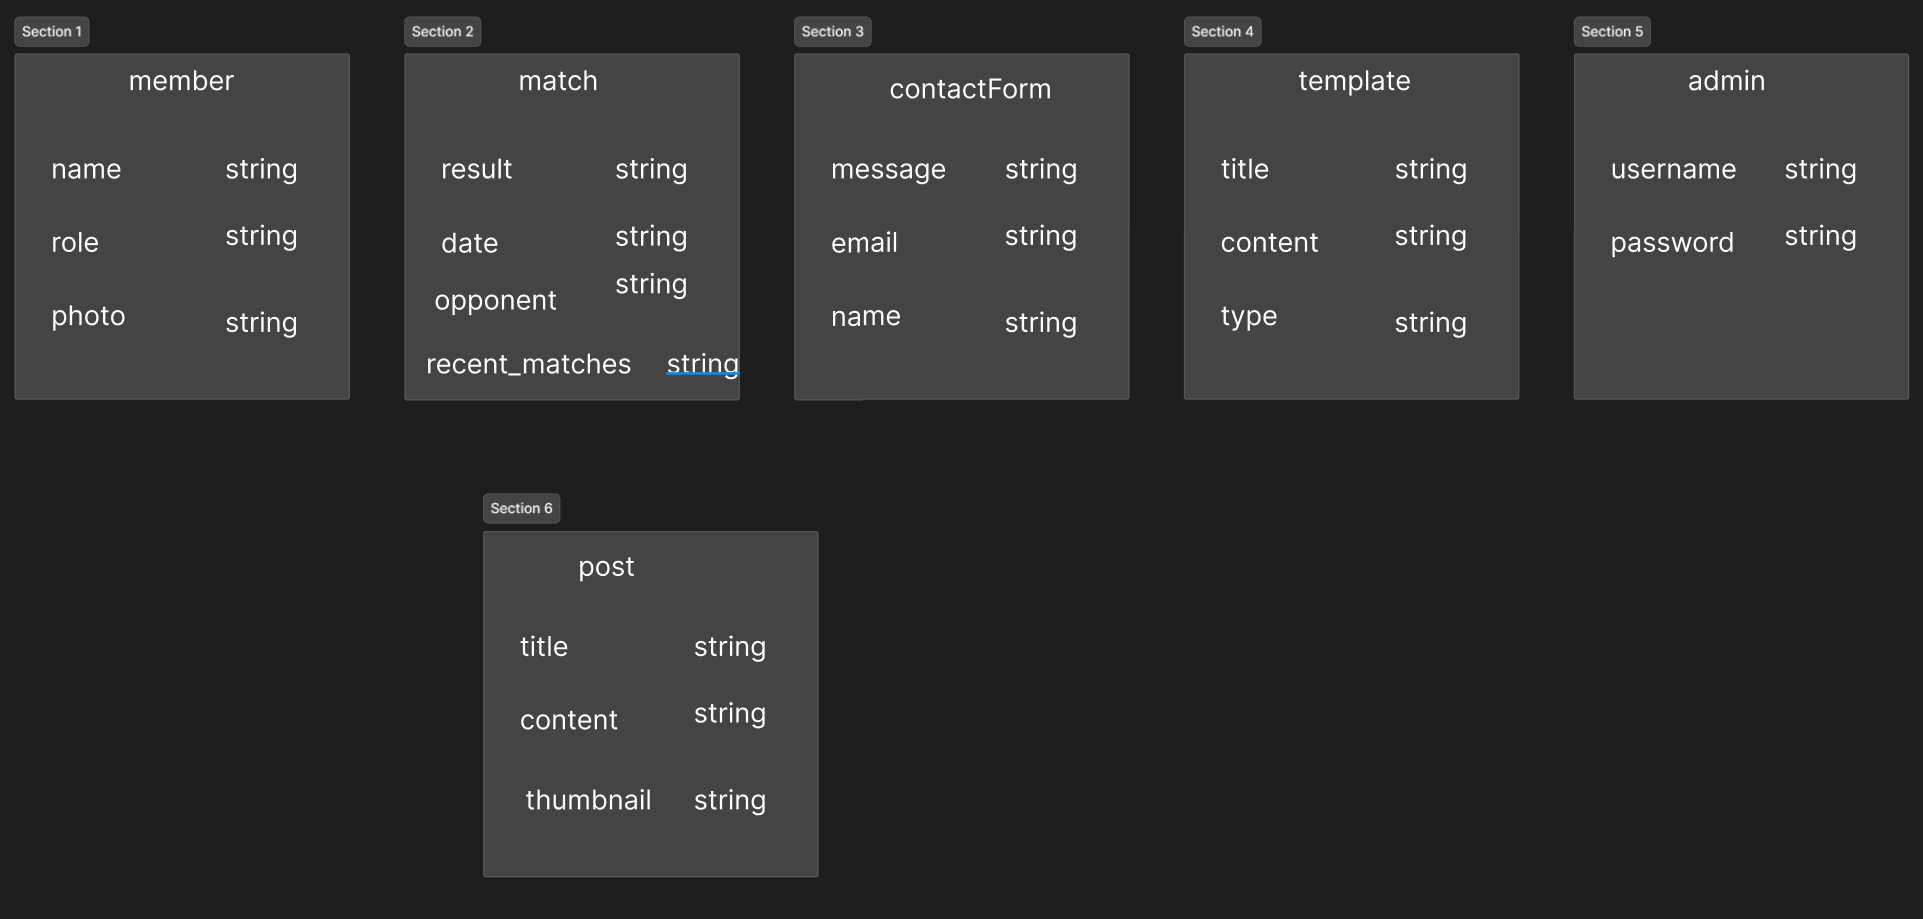 Section 1
member
name string
role string
photo string
Section 2
match
result string
date string
opponent string
recent_matches string
Section 3
contactForm
message string
email string
name string
Section 4
template
title string
content string
type string
Section 5
admin
username string
password string
Section 6
post
title string
content string
thumbnail string